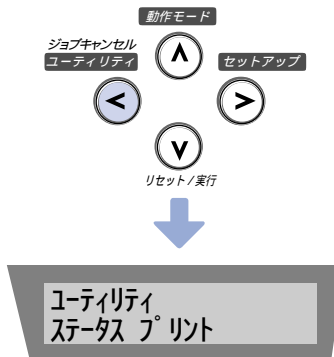 動作モード
ジョブキャンセル
ユーティリティ
セットアップ
リセット/実行
ユーティリティ
ステータス プリント